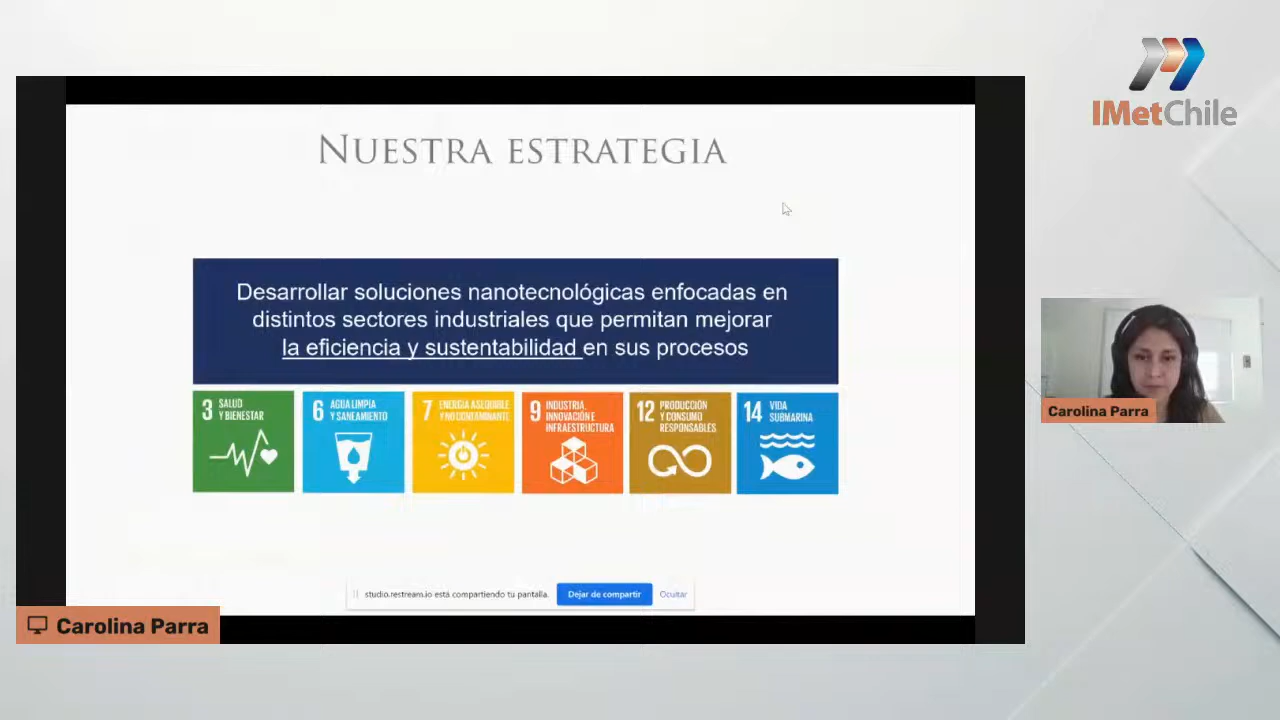 IMetChile
NUESTRA ESTRATEGIA
Desarrollar soluciones nanotecnológicas enfocadas en
distintos sectores industriales que permitan mejorar
la eficiencia y sustentabilidad en sus procesos
3 SALUD
Y BIENESTAR
6 AGUA LIMPIA
Y SANEAMIENTO
7 ENERGIA ASEQUIBLE
Y NO CONTAMINANTE
9 INDUSTRIA,
INNOVACIÓN E
INFRAESTRUCTURA
12 PRODUCCIÓN
Y CONSUMO
RESPONSABLES
14 VIDA
SUBMARINA
Carolina Parra
studio.restream.io está compartiendo tu pantalla.
Dejar de compartir
Ocultar
Carolina Parra